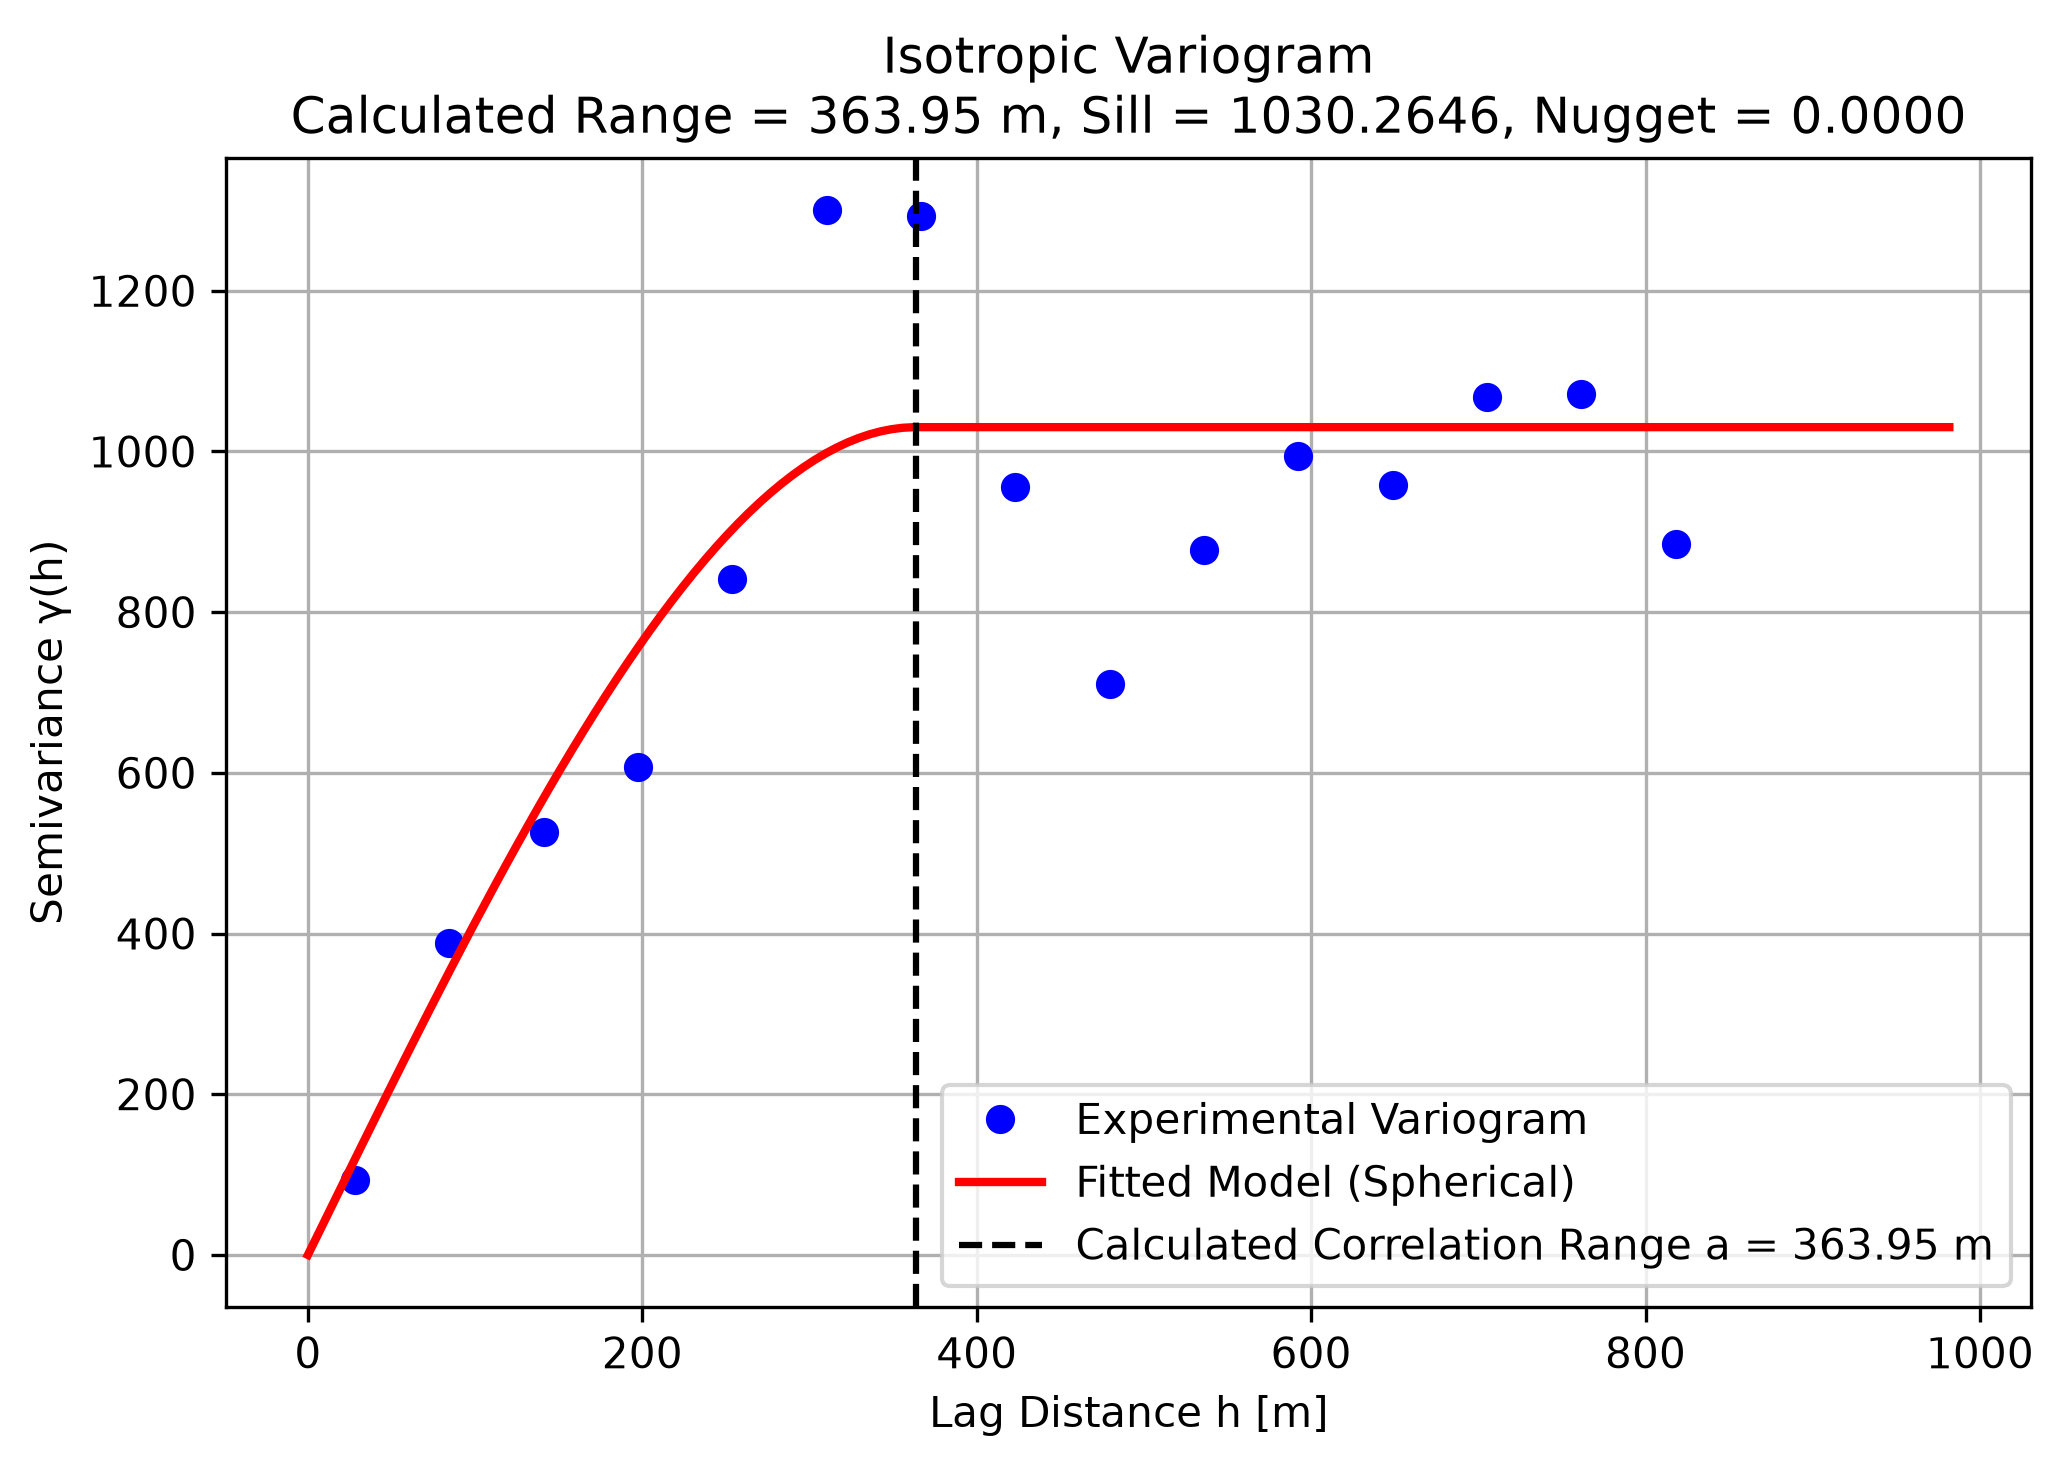 Isotropic Variogram
Calculated Range = 363.95 m, Sill = 1030.2646, Nugget = 0.0000
Semivariance γ(h)
1200
1000
800
600
400
200
0
Experimental Variogram
Fitted Model (Spherical)
Calculated Correlation Range a = 363.95 m
0 200 400 600 800 1000
Lag Distance h [m]